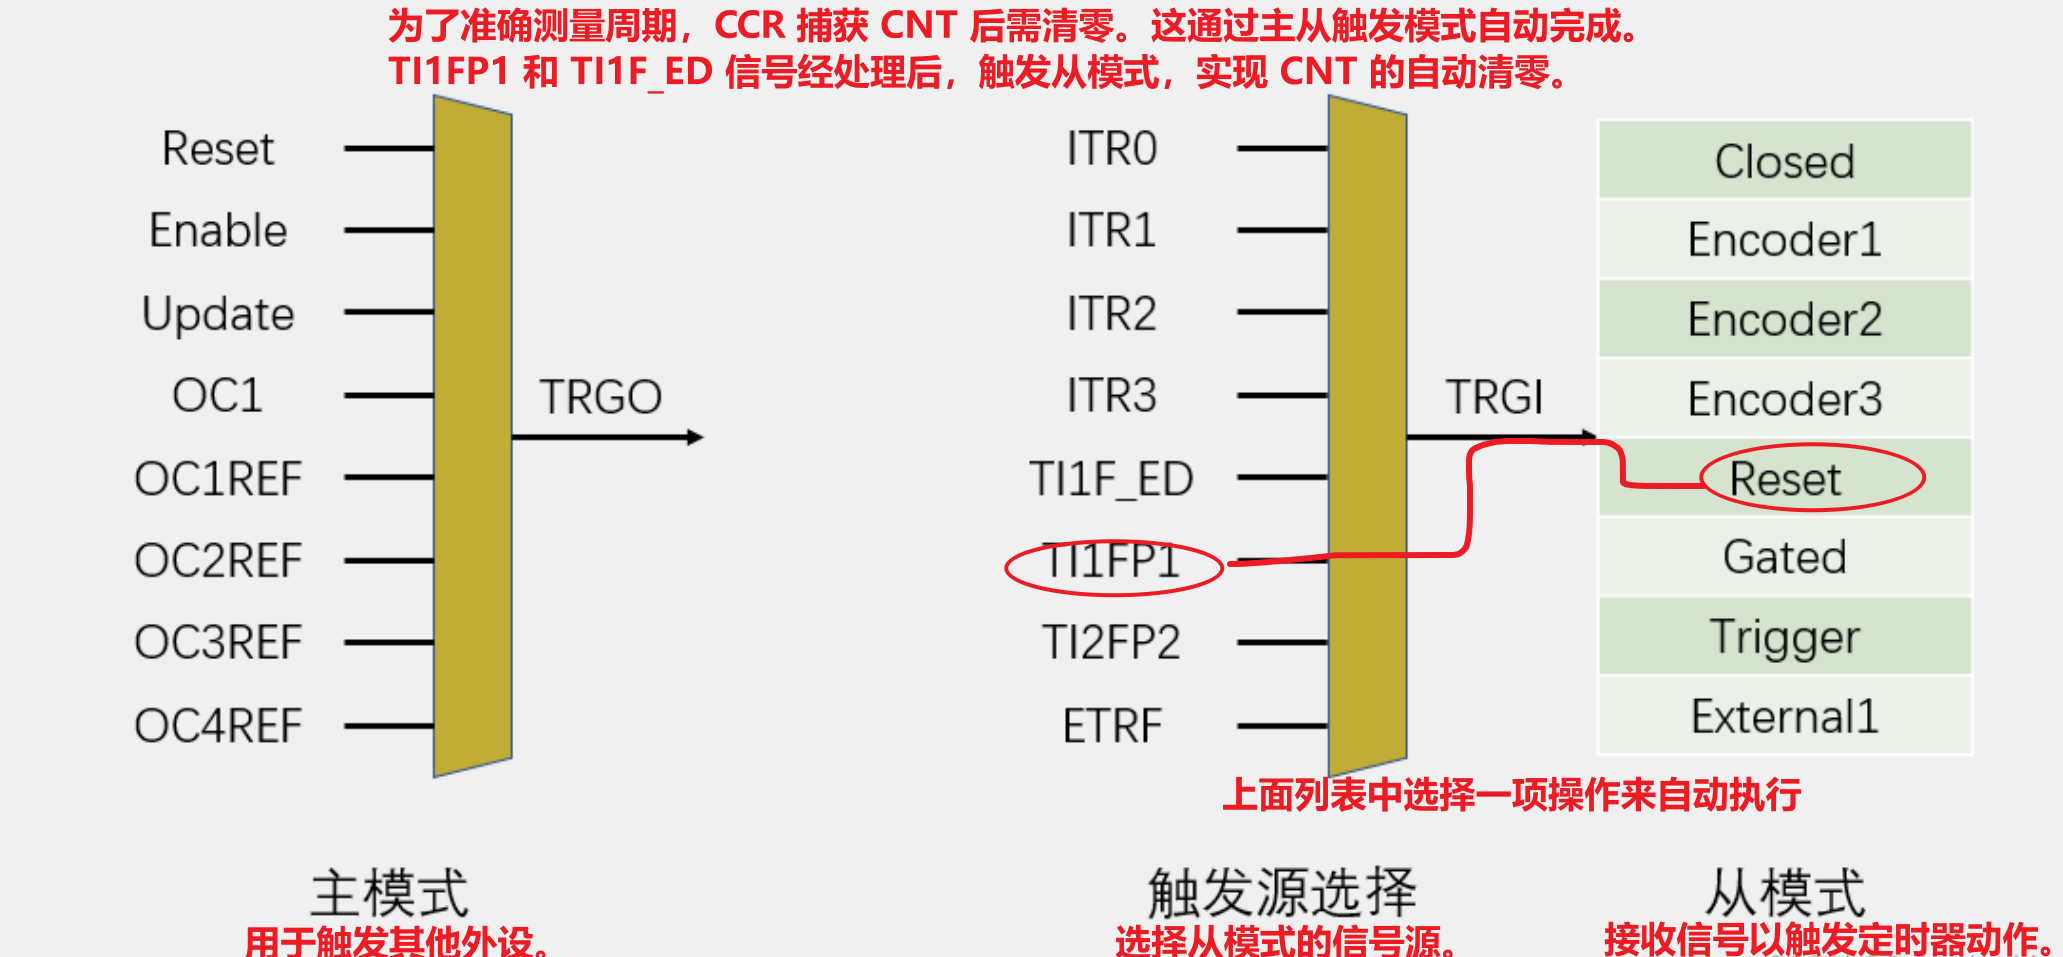 为了准确测量周期，CCR 捕获 CNT 后需清零。这通过主从触发模式自动完成。
TI1FP1 和 TI1F_ED 信号经处理后，触发从模式，实现 CNT 的自动清零。
Reset
Enable
Update
OC1
OC1REF
OC2REF
OC3REF
OC4REF
TRGO
ITR0
ITR1
ITR2
ITR3
TI1F_ED
TI1FP1
TI2FP2
ETRF
TRGI
Closed
Encoder1
Encoder2
Encoder3
Reset
Gated
Trigger
External1
上面列表中选择一项操作来自动执行
主模式
用于触发其他外设。
触发源选择
选择从模式的信号源。
从模式
接收信号以触发定时器动作。